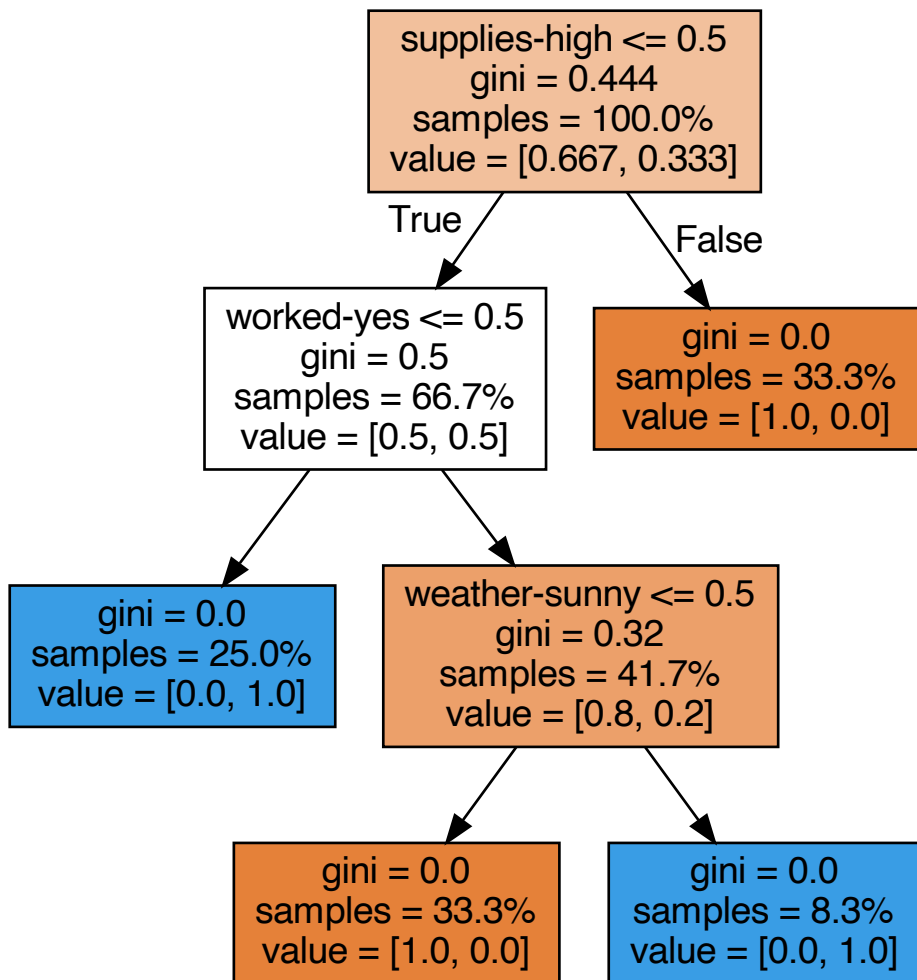 supplies-high <= 0.5
gini = 0.444
samples = 100.0%
value = [0.667, 0.333]
True
False
worked-yes <= 0.5
gini = 0.5
samples = 66.7%
value = [0.5, 0.5]
gini = 0.0
samples = 33.3%
value = [1.0, 0.0]
gini = 0.0
samples = 25.0%
value = [0.0, 1.0]
weather-sunny <= 0.5
gini = 0.32
samples = 41.7%
value = [0.8, 0.2]
gini = 0.0
samples = 33.3%
value = [1.0, 0.0]
gini = 0.0
samples = 8.3%
value = [0.0, 1.0]